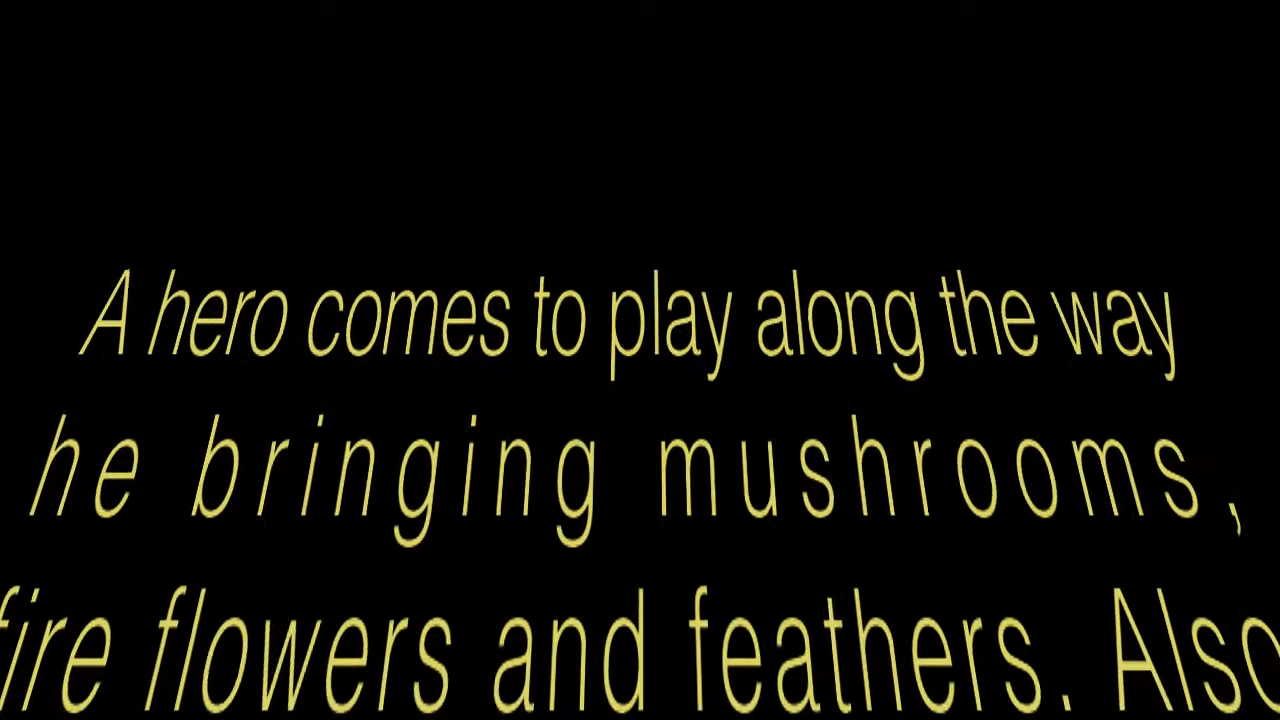 A hero comes to play along the way
he bringing mushrooms,
fire flowers and feathers. Also